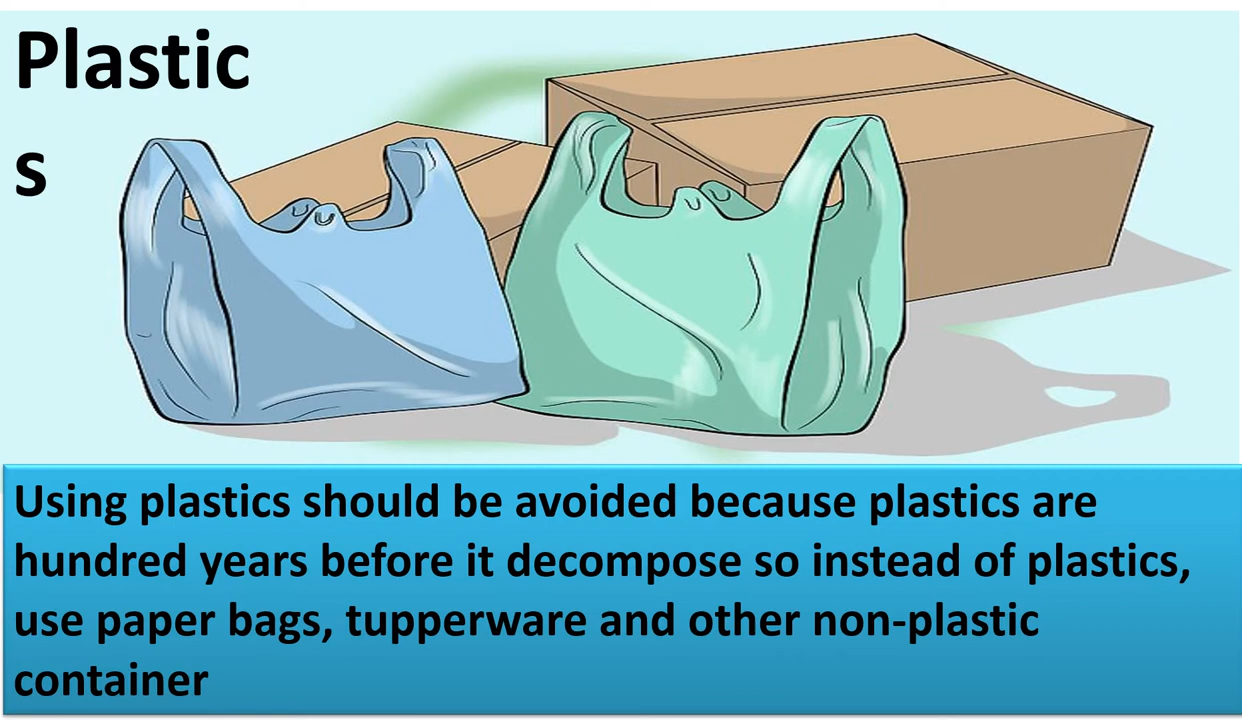 Plastic
s
Using plastics should be avoided because plastics are
hundred years before it decompose so instead of plastics,
use paper bags, tupperware and other non-plastic
container